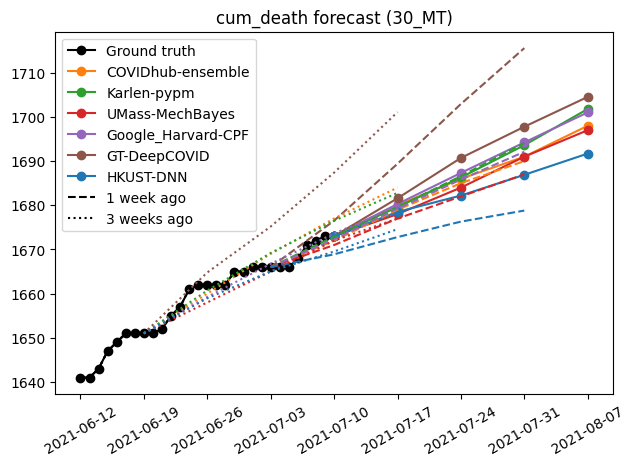 cum_death forecast (30_MT)
Ground truth
COVIDhub-ensemble
Karlen-pypm
UMass-MechBayes
Google_Harvard-CPF
GT-DeepCOVID
HKUST-DNN
1 week ago
3 weeks ago
1710
1700
1690
1680
1670
1660
1650
1640
2021-06-12
2021-06-19
2021-06-26
2021-07-03
2021-07-10
2021-07-17
2021-07-24
2021-07-31
2021-08-07